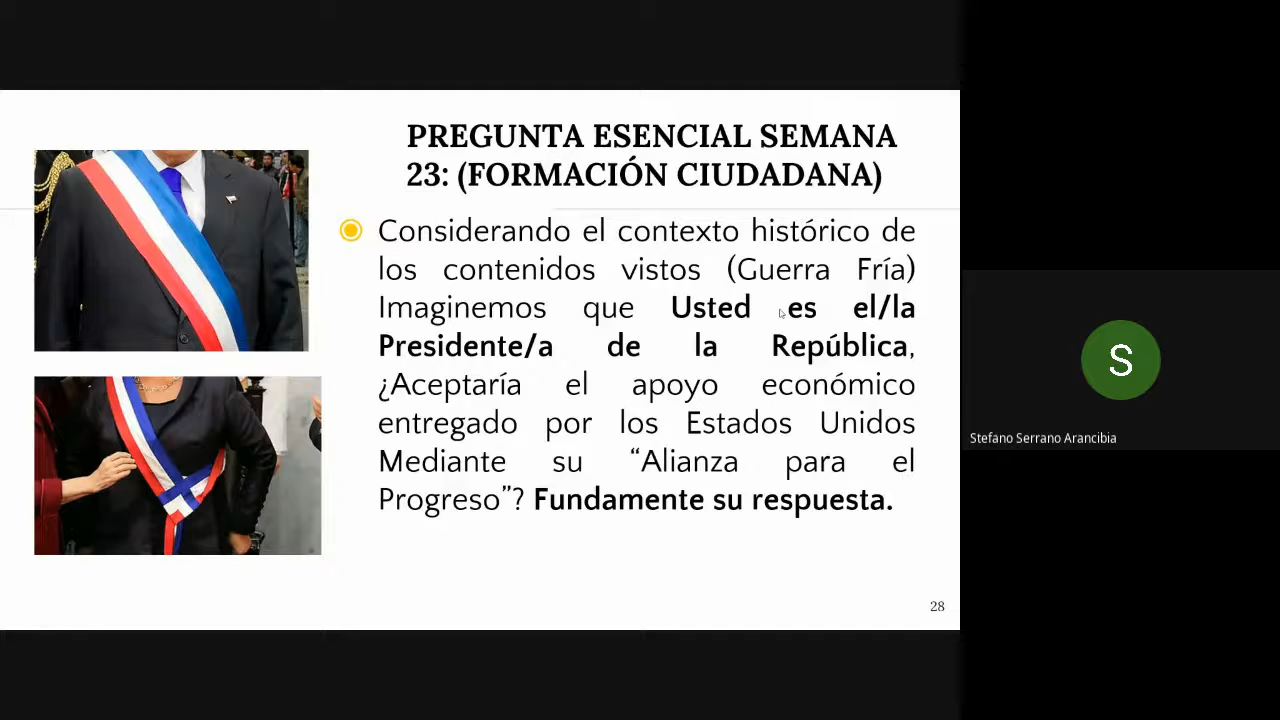 PREGUNTA ESENCIAL SEMANA
23: (FORMACIÓN CIUDADANA)
Considerando el contexto histórico de
los contenidos vistos (Guerra Fría)
Imaginemos que Usted es el/la
Presidente/a de la República,
¿Aceptaría el apoyo económico
entregado por los Estados Unidos
Mediante su “Alianza para el
Progreso”? Fundamente su respuesta.
28
S
Stefano Serrano Arancibia